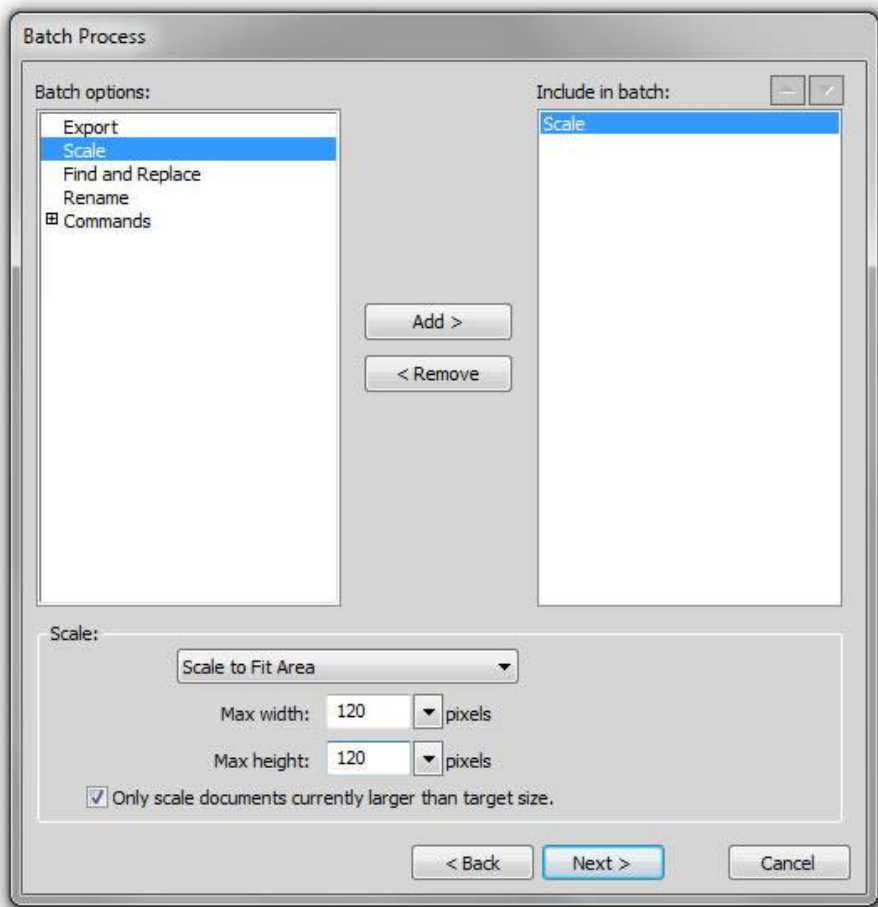 Batch Process
Batch options:
Include in batch:
Export
Scale
Find and Replace
Rename
Commands
Scale
Add >
< Remove
Scale:
Scale to Fit Area
Max width: 120 pixels
Max height: 120 pixels
Only scale documents currently larger than target size.
< Back Next > Cancel